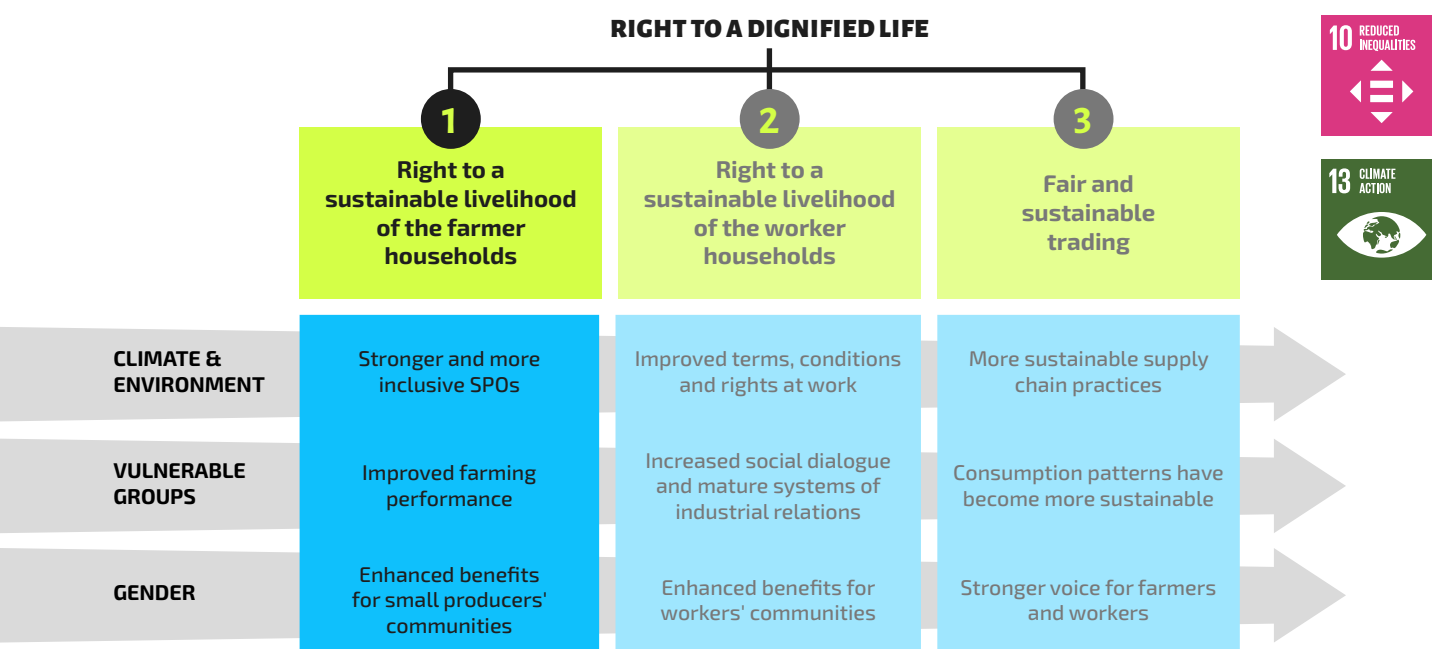 RIGHT TO A DIGNIFIED LIFE
10 REDUCED
INEQUALITIES
13 CLIMATE
ACTION
1
Right to a
sustainable livelihood
of the farmer
households
2
Right to a
sustainable livelihood
of the worker
households
3
Fair and
sustainable
trading
CLIMATE &
ENVIRONMENT
Stronger and more
inclusive SPOs
Improved terms, conditions
and rights at work
More sustainable supply
chain practices
VULNERABLE
GROUPS
Improved farming
performance
Increased social dialogue
and mature systems of
industrial relations
Consumption patterns have
become more sustainable
GENDER
Enhanced benefits
for small producers'
communities
Enhanced benefits for
workers' communities
Stronger voice for farmers
and workers